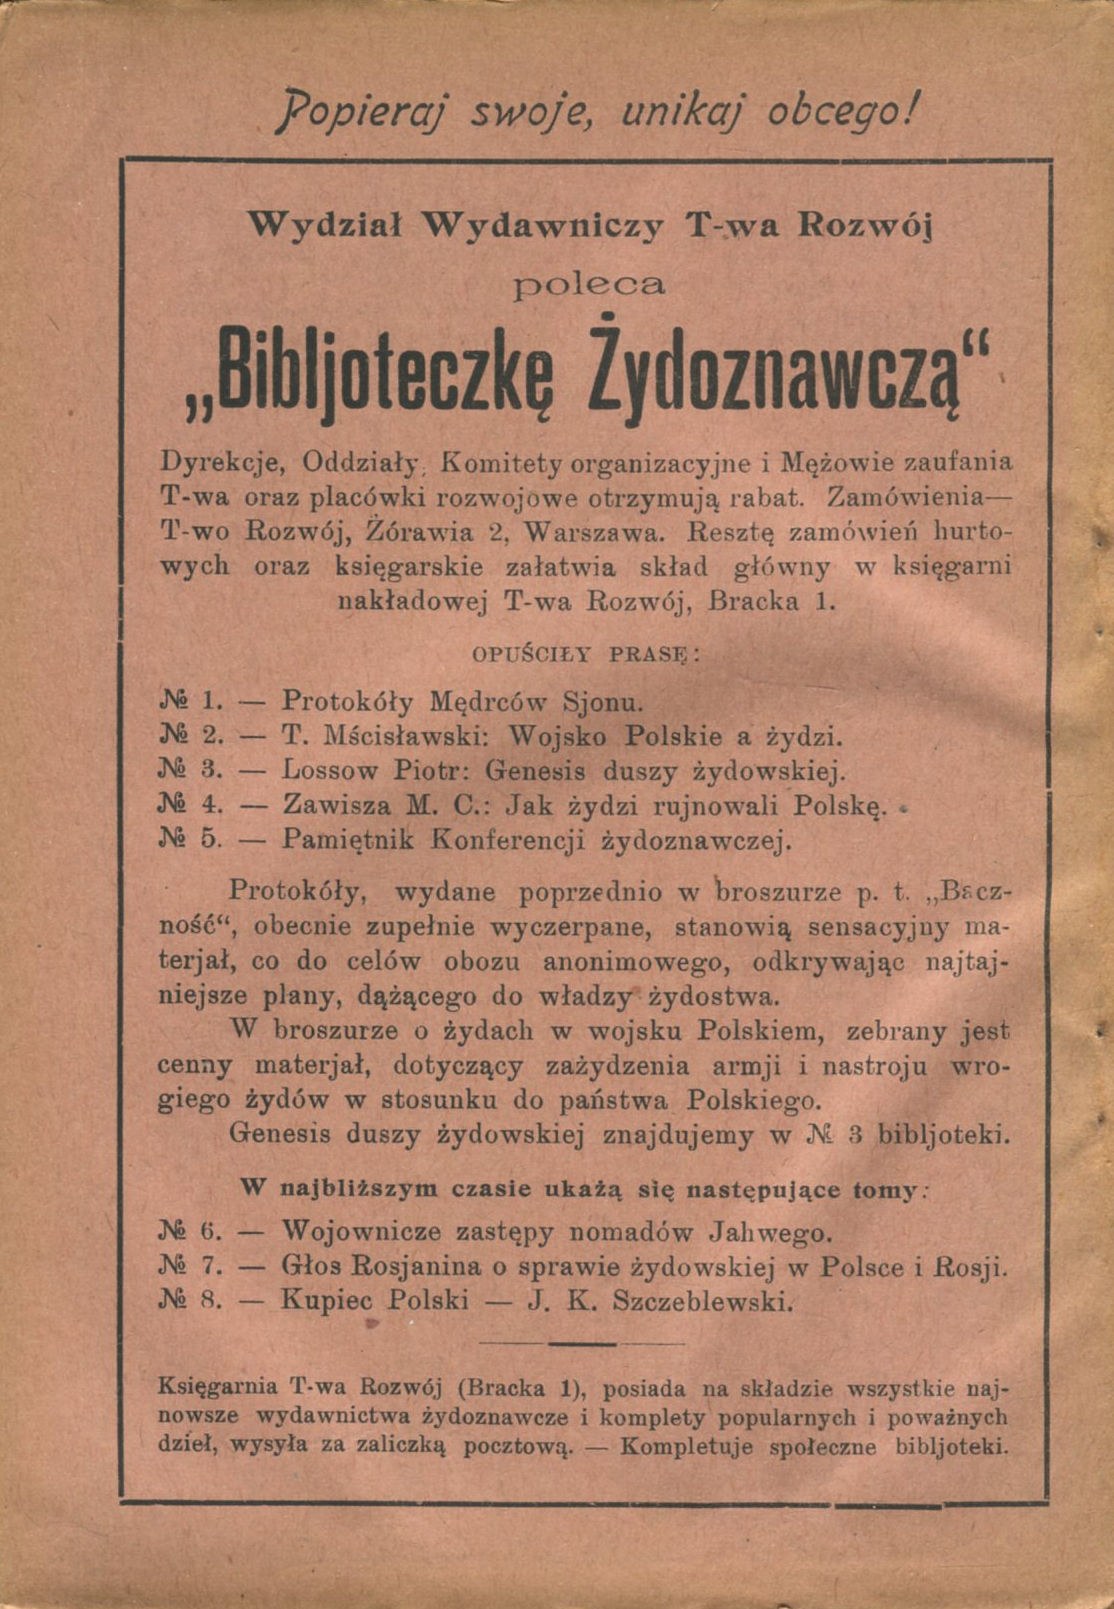 Popieraj swoje, unikaj obcego!
Wydział Wydawniczy T-wa Rozwój
poleca
„Bibljoteczkę Żydoznawczą“
Dyrekcje, Oddziały, Komitety organizacyjne i Mężowie zaufania
T-wa oraz placówki rozwojowe otrzymują rabat. Zamówienia—
T-wo Rozwój, Żórawia 2, Warszawa. Resztę zamówień hurto-
wych oraz księgarskie załatwia skład główny w księgarni
nakładowej T-wa Rozwój, Bracka 1.
OPUŚCIŁY PRASĘ:
№ 1. — Protokóły Mędrców Sjonu.
№ 2. — T. Mścisławski: Wojsko Polskie a żydzi.
№ 3. — Lossow Piotr: Genesis duszy żydowskiej.
№ 4. — Zawisza M. C.: Jak żydzi rujnowali Polskę.
№ 5. — Pamiętnik Konferencji żydoznawczej.
Protokóły, wydane poprzednio w broszurze p. t. „Bacz-
ność“, obecnie zupełnie wyczerpane, stanowią sensacyjny ma-
terjał, co do celów obozu anonimowego, odkrywając najtaj-
niejsze plany, dążącego do władzy żydostwa.
W broszurze o żydach w wojsku Polskiem, zebrany jest
cenny materjał, dotyczący zażydzenia armji i nastroju wro-
giego żydów w stosunku do państwa Polskiego.
Genesis duszy żydowskiej znajdujemy w № 3 bibljoteki.
W najbliższym czasie ukażą się następujące tomy:
№ 6. — Wojownicze zastępy nomadów Jahwego.
№ 7. — Głos Rosjanina o sprawie żydowskiej w Polsce i Rosji.
№ 8. — Kupiec Polski — J. K. Szczeblewski.
Księgarnia T-wa Rozwój (Bracka 1), posiada na składzie wszystkie naj-
nowsze wydawnictwa żydoznawcze i komplety popularnych i poważnych
dzieł, wysyła za zaliczką pocztową. — Kompletuje społeczne bibljoteki.